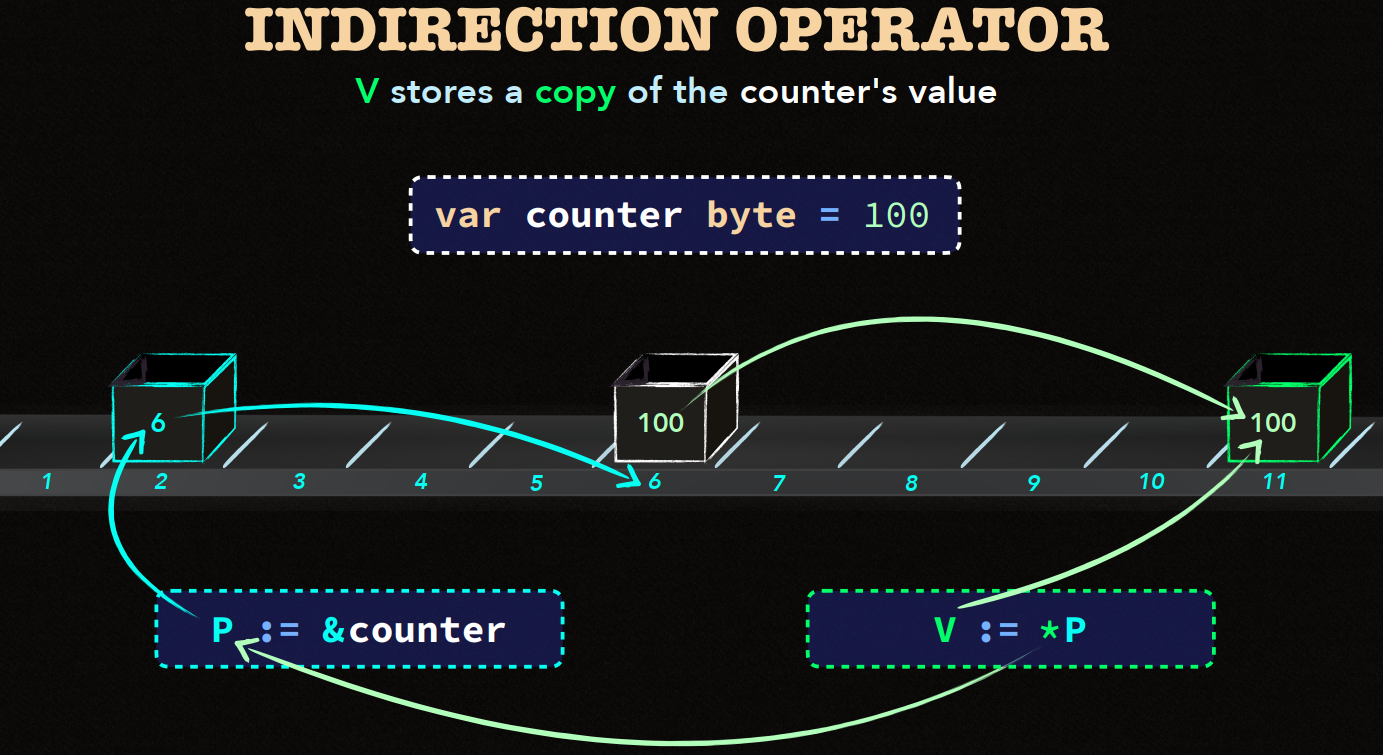 INDIRECTION OPERATOR
V stores a copy of the counter's value
var counter byte = 100
6 100 100
1 2 3 4 5 6 7 8 9 10 11
P := &counter V := *P